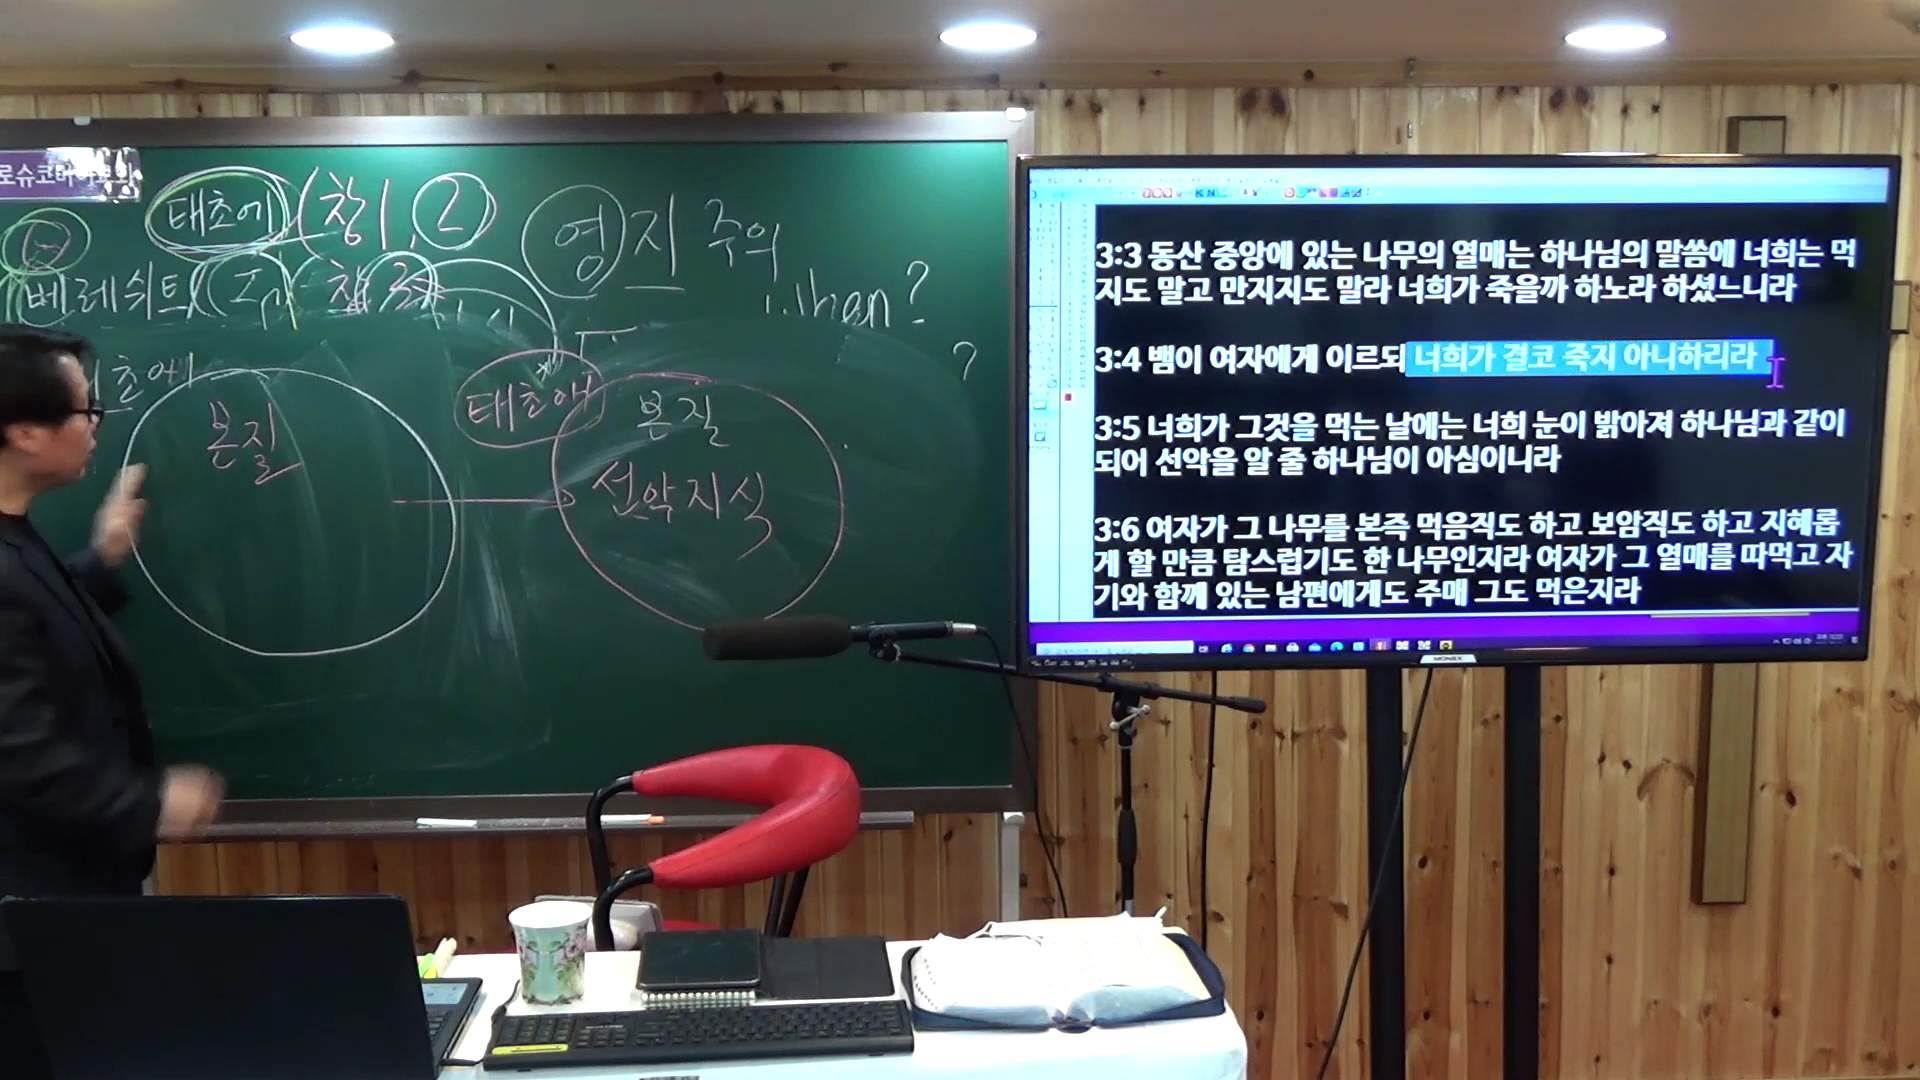 태초에 (창1, 2
영지주의
베레쉬트
when?
?
초에
본질
태초에
본질
선악지식
3:3 동산 중앙에 있는 나무의 열매는 하나님의 말씀에 너희는 먹
지도 말고 만지지도 말라 너희가 죽을까 하노라 하셨느니라
3:4 뱀이 여자에게 이르되 너희가 결코 죽지 아니하리라
3:5 너희가 그것을 먹는 날에는 너희 눈이 밝아져 하나님과 같이
되어 선악을 알 줄 하나님이 아심이니라
3:6 여자가 그 나무를 본즉 먹음직도 하고 보암직도 하고 지혜롭
게 할 만큼 탐스럽기도 한 나무인지라 여자가 그 열매를 따먹고 자
기와 함께 있는 남편에게도 주매 그도 먹은지라